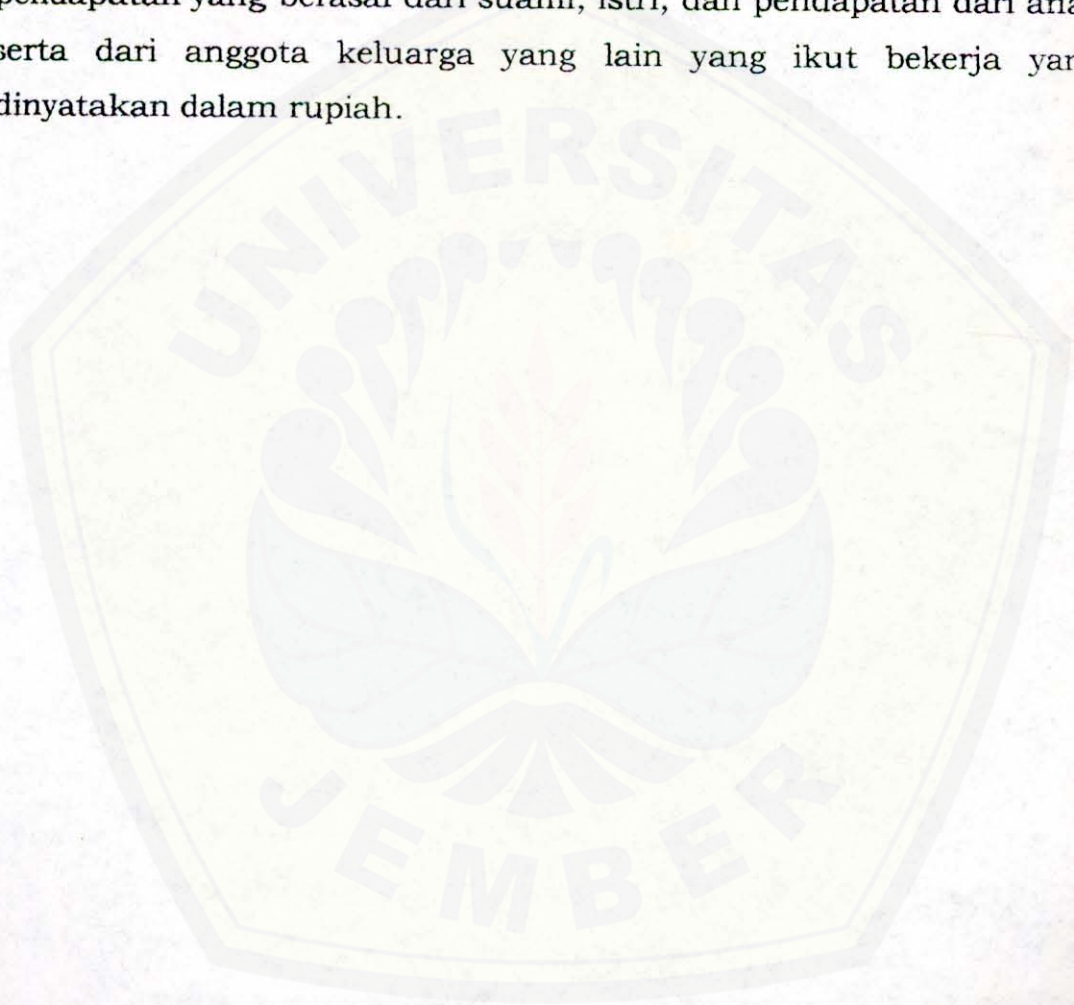 pendapatan yang berasal dari suami, istri, dan pendapatan dari ana
serta dari anggota keluarga yang lain yang ikut bekerja yan
dinyatakan dalam rupiah.
UNIVERSITAS
JEMBER